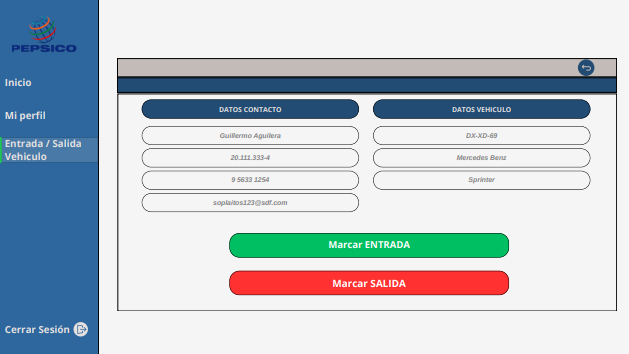 PEPSICO
Inicio
Mi perfil
Entrada / Salida
Vehiculo
Cerrar Sesión
DATOS CONTACTO
Guillermo Aguilera
20.111.333-4
9 5633 1254
soplaitos123@sdf.com
DATOS VEHICULO
DX-XD-69
Mercedes Benz
Sprinter
Marcar ENTRADA
Marcar SALIDA